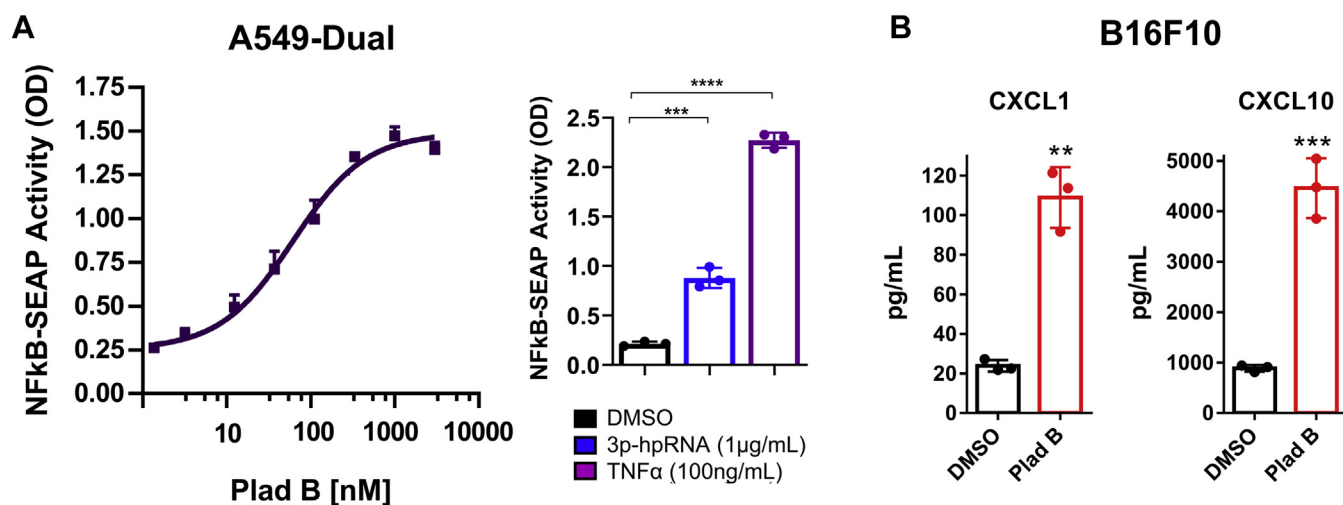 A
A549-Dual
NFkB-SEAP Activity (OD)
1.75
1.50
1.25
1.00
0.75
0.50
0.25
0.00
10
100
1000
10000
Plad B [nM]
NFkB-SEAP Activity (OD)
****
***
2.5
2.0
1.5
1.0
0.5
0.0
DMSO
3p-hpRNA (1µg/mL)
TNFα (100ng/mL)
B
B16F10
CXCL1
pg/mL
**
120
100
80
60
40
20
0
DMSO
Plad B
CXCL10
pg/mL
***
5000
4000
3000
2000
1000
0
DMSO
Plad B